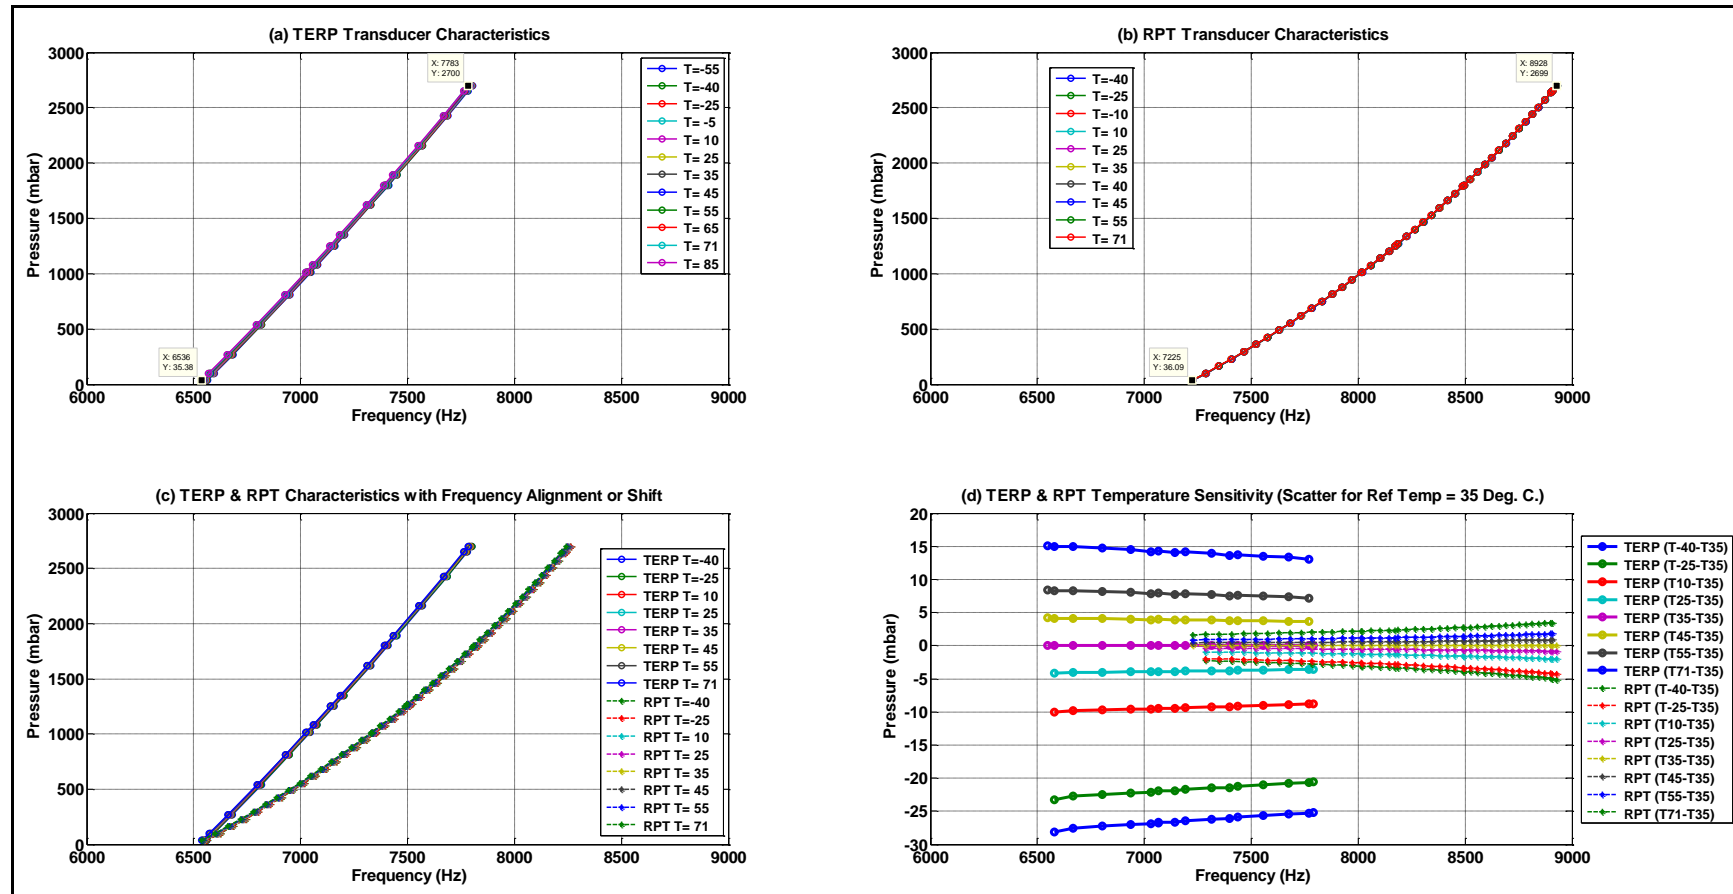 (a) TERP Transducer Characteristics
Pressure (mbar)
3000
2500
2000
1500
1000
500
0
X: 7783
Y: 2700
X: 6536
Y: 35.38
T=-55
T=-40
T=-25
T= -5
T= 10
T= 25
T= 35
T= 45
T= 55
T= 65
T= 71
T= 85
6000 6500 7000 7500 8000 8500 9000
Frequency (Hz)
(b) RPT Transducer Characteristics
Pressure (mbar)
3000
2500
2000
1500
1000
500
0
T=-40
T=-25
T=-10
T= 10
T= 25
T= 35
T= 40
T= 45
T= 55
T= 71
X: 8928
Y: 2699
X: 7225
Y: 36.09
6000 6500 7000 7500 8000 8500 9000
Frequency (Hz)
(c) TERP & RPT Characteristics with Frequency Alignment or Shift
Pressure (mbar)
3000
2500
2000
1500
1000
500
0
TERP T=-40
TERP T=-25
TERP T= 10
TERP T= 25
TERP T= 35
TERP T= 45
TERP T= 55
TERP T= 71
RPT T=-40
RPT T=-25
RPT T= 10
RPT T= 25
RPT T= 35
RPT T= 45
RPT T= 55
RPT T= 71
6000 6500 7000 7500 8000 8500 9000
Frequency (Hz)
(d) TERP & RPT Temperature Sensitivity (Scatter for Ref Temp = 35 Deg. C.)
Pressure (mbar)
20
15
10
5
0
-5
-10
-15
-20
-25
-30
6000 6500 7000 7500 8000 8500 9000
Frequency (Hz)
TERP (T-40-T35)
TERP (T-25-T35)
TERP (T10-T35)
TERP (T25-T35)
TERP (T35-T35)
TERP (T45-T35)
TERP (T55-T35)
TERP (T71-T35)
RPT (T-40-T35)
RPT (T-25-T35)
RPT (T10-T35)
RPT (T25-T35)
RPT (T35-T35)
RPT (T45-T35)
RPT (T55-T35)
RPT (T71-T35)